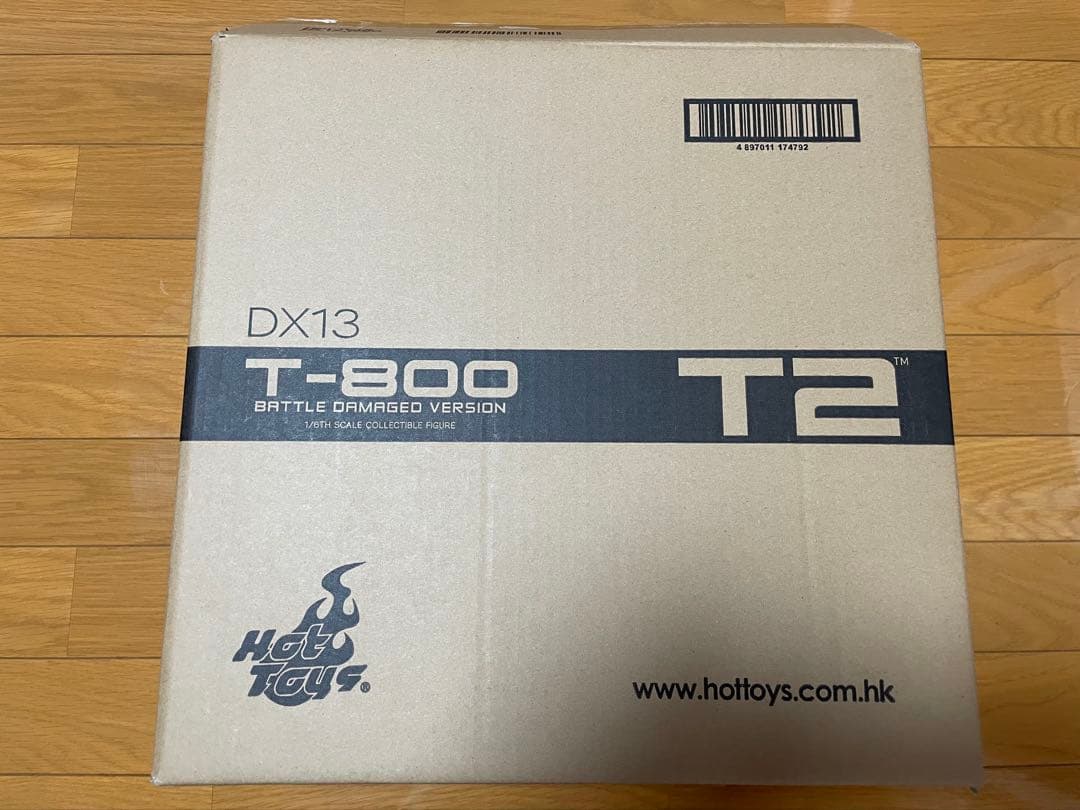 4 897011 174792
DX13
T-800
BATTLE DAMAGED VERSION
1/6TH SCALE COLLECTIBLE FIGURE
T2™
Hot
Toys®
www.hottoys.com.hk